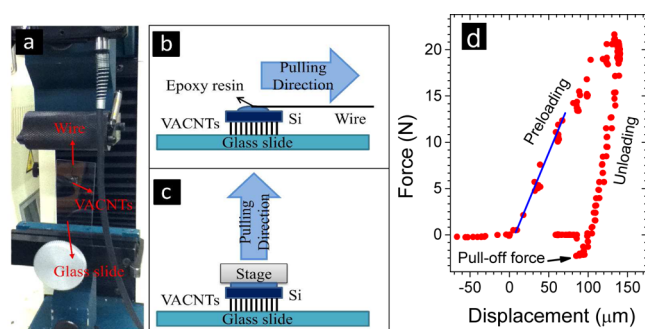 a
Wire
VACNTs
Glass slide
b
Pulling
Direction
Epoxy resin
Wire
VACNTs
Si
Glass slide
c
Pulling
Direction
Stage
VACNTs
Si
Glass slide
d
Force (N)
20
15
10
5
0
Preloading
Unloading
Pull-off force
-50
0
50
100
150
Displacement (μm)